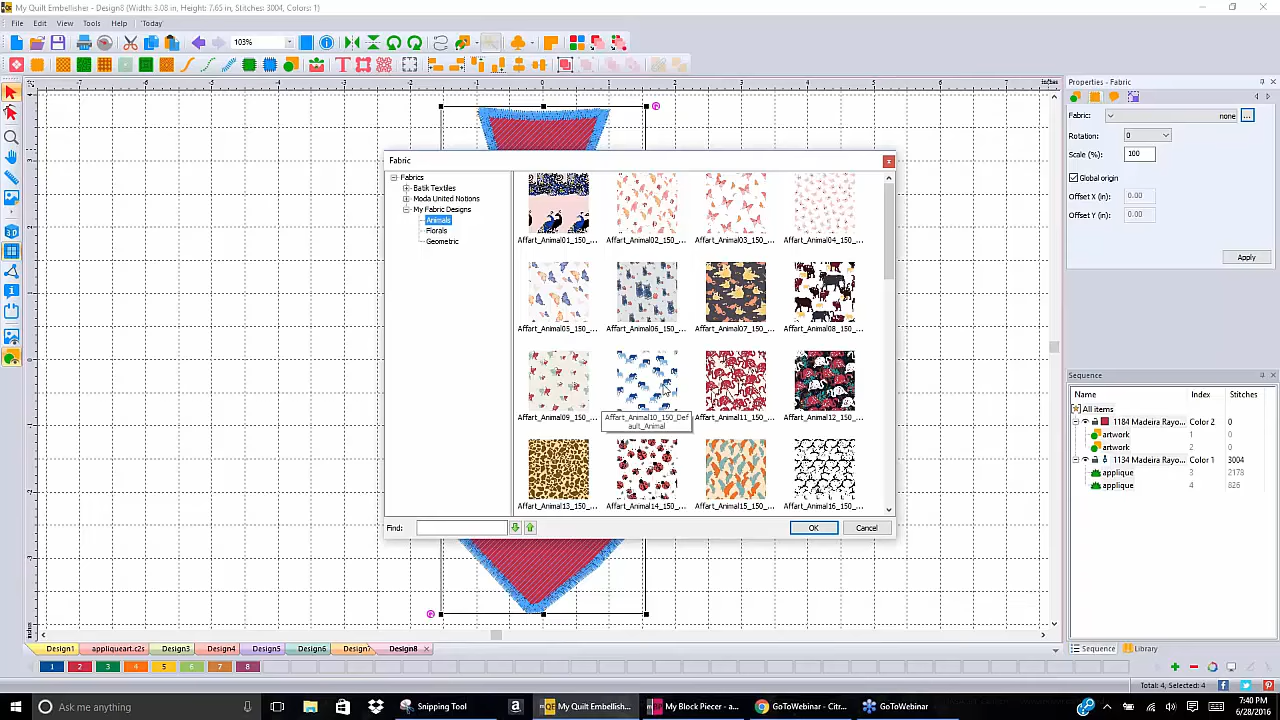 My Quilt Embellisher - Design8 (Width: 3.08 in, Height: 7.65 in, Stitches: 3004, Colors: 1)
File Edit View Tools Help 'Today'
103%
inches
Properties - Fabric
Fabric: none ...
Rotation: 0
Scale (%): 100
Global origin
Offset X (in) 0.00
Offset Y (in) 0.00
Apply
Fabric
Fabrics
Batik Textiles
Moda United Notions
My Fabric Designs
Animals
Florals
Geometric
Affart_Animal01_150_... Affart_Animal02_150_... Affart_Animal03_150_... Affart_Animal04_150_...
Affart_Animal05_150_... Affart_Animal06_150_... Affart_Animal07_150_... Affart_Animal08_150_...
Affart_Animal09_150_... Affart_Animal10_150_Def ault_Animal Affart_Animal11_150_... Affart_Animal12_150_...
Affart_Animal13_150_... Affart_Animal14_150_... Affart_Animal15_150_... Affart_Animal16_150_...
Find: OK Cancel
Sequence
Name Index Stitches
All items
1184 Madeira Rayo... Color 2 0
artwork 1 0
artwork 2 0
1134 Madeira Rayo... Color 1 3004
applique 3 2178
applique 4 826
Sequence Library
Design1 appliqueart.c2s Design3 Design4 Design5 Design6 Design7 Design8
1 2 3 4 5 6 7 8
Total: 4, Selected: 4
Ask me anything
Snipping Tool
My Quilt Embellishe...
My Block Piecer - a...
GoToWebinar - Citr...
GoToWebinar
7:40 PM
6/28/2016